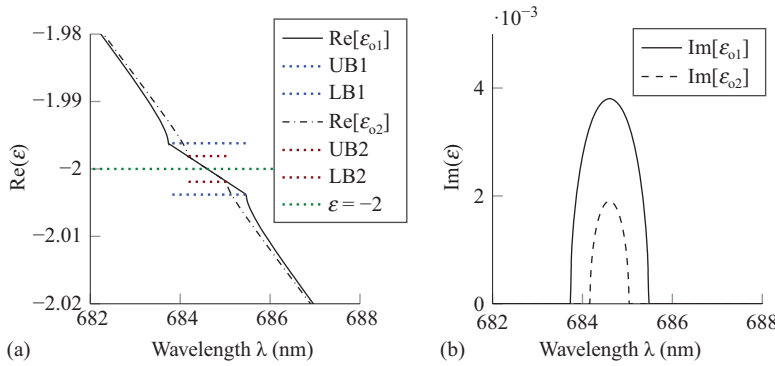 −1.98
−1.99
−2
−2.01
−2.02
Re(ε)
682 684 686 688
Wavelength λ (nm)
(a)
Re[εo1]
UB1
LB1
Re[εo2]
UB2
LB2
ε = −2
·10−3
4
2
0
Im(ε)
682 684 686 688
Wavelength λ (nm)
(b)
Im[εo1]
Im[εo2]